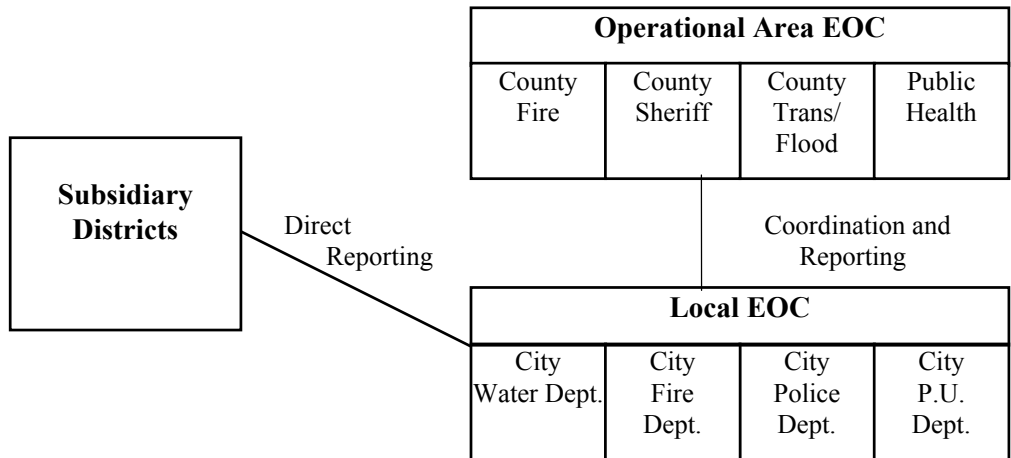 Operational Area EOC
County
Fire
County
Sheriff
County
Trans/
Flood
Public
Health
Subsidiary
Districts
Direct
Reporting
Coordination and
Reporting
Local EOC
City
Water Dept.
City
Fire
Dept.
City
Police
Dept.
City
P.U.
Dept.